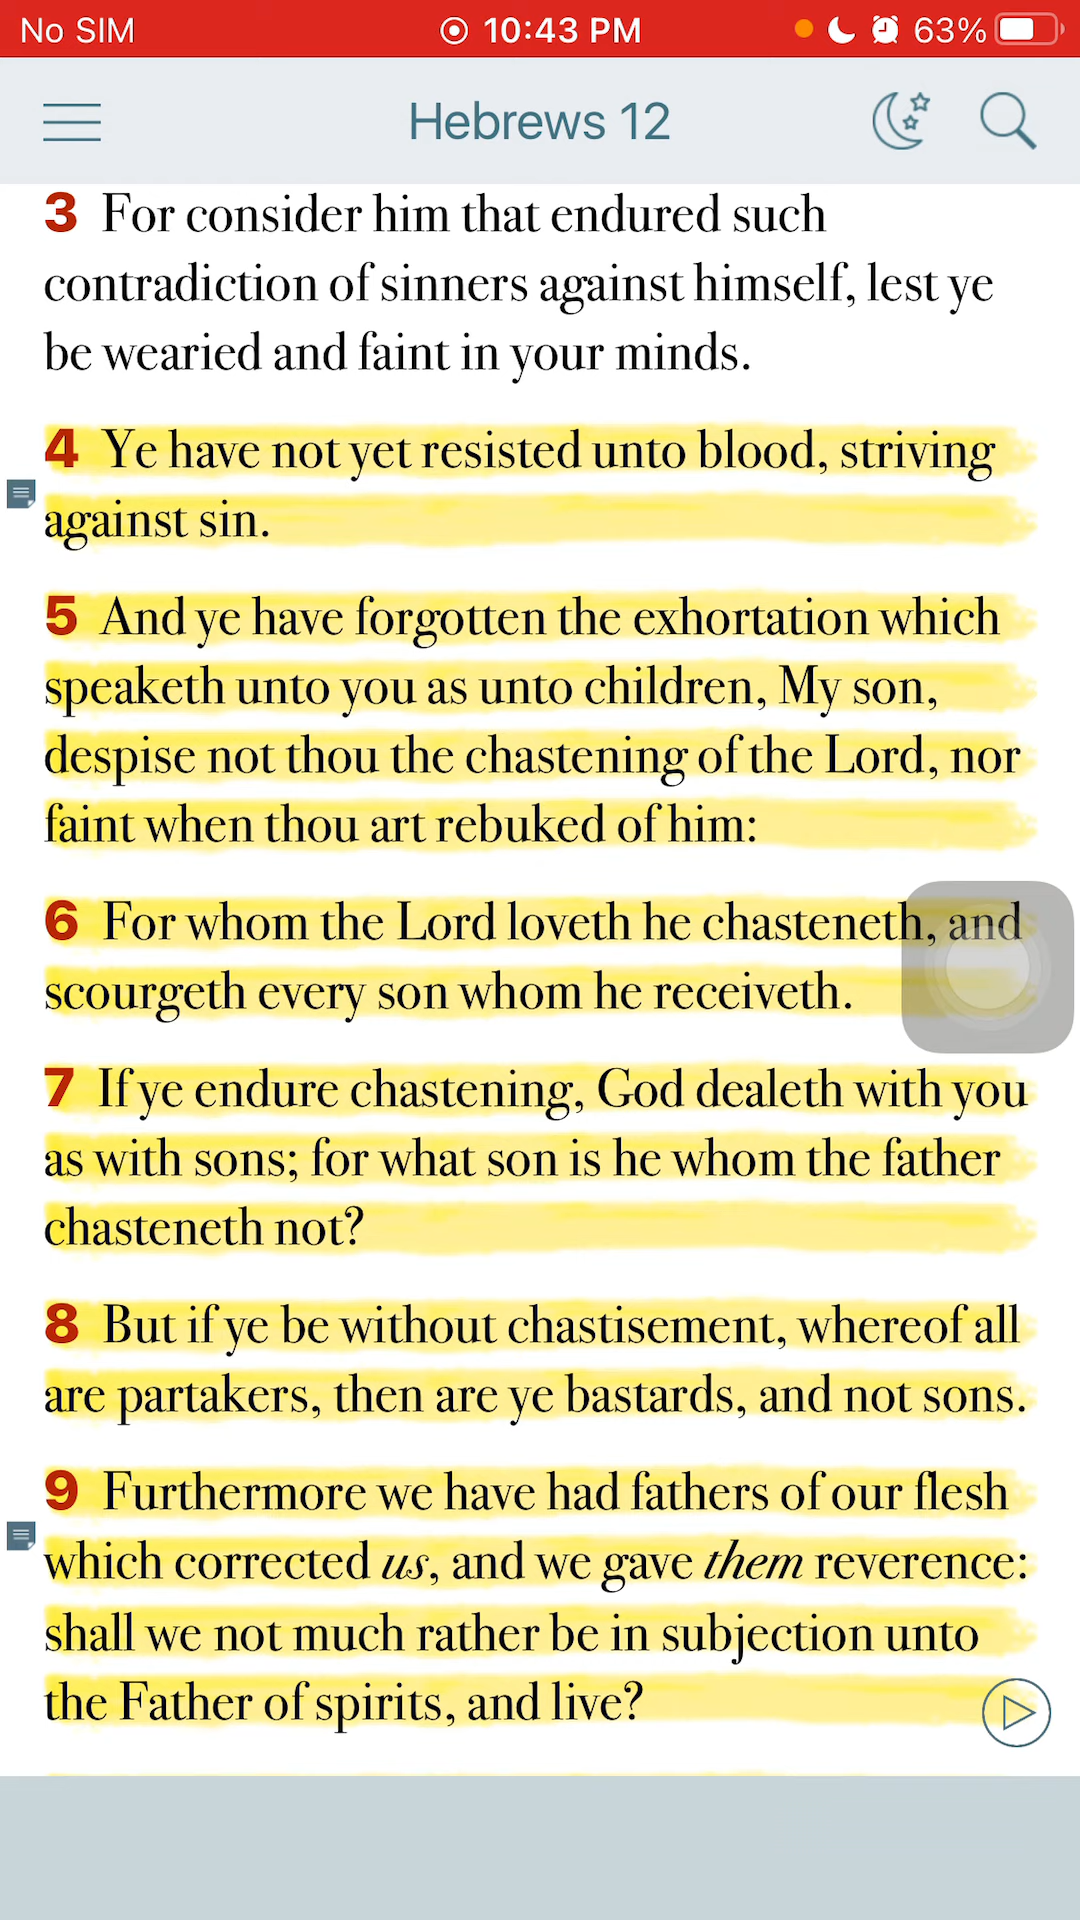 No SIM 10:43 PM 63%
Hebrews 12
3 For consider him that endured such
contradiction of sinners against himself, lest ye
be wearied and faint in your minds.
4 Ye have not yet resisted unto blood, striving
against sin.
5 And ye have forgotten the exhortation which
speaketh unto you as unto children, My son,
despise not thou the chastening of the Lord, nor
faint when thou art rebuked of him:
6 For whom the Lord loveth he chasteneth, and
scourgeth every son whom he receiveth.
7 If ye endure chastening, God dealeth with you
as with sons; for what son is he whom the father
chasteneth not?
8 But if ye be without chastisement, whereof all
are partakers, then are ye bastards, and not sons.
9 Furthermore we have had fathers of our flesh
which corrected us, and we gave them reverence:
shall we not much rather be in subjection unto
the Father of spirits, and live?